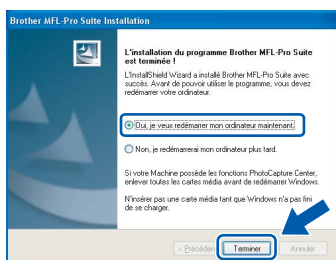 Brother MFL-Pro Suite Installation
L'installation du programme Brother MFL-Pro Suite
est terminée !
L'InstallShield Wizard a installé Brother MFL-Pro Suite avec
succès. Avant de pouvoir utiliser le programme, vous devez
redémarrer votre ordinateur.
Oui, je veux redémarrer mon ordinateur maintenant.
Non, je redémarrerai mon ordinateur plus tard.
Si votre Machine possède les fonctions PhotoCapture Center,
enlever toutes les cartes média avant de redémarrer Windows.
N'insérer pas une carte média tant que Windows n'a pas fini
de se charger.
< Précédent Terminer Annuler